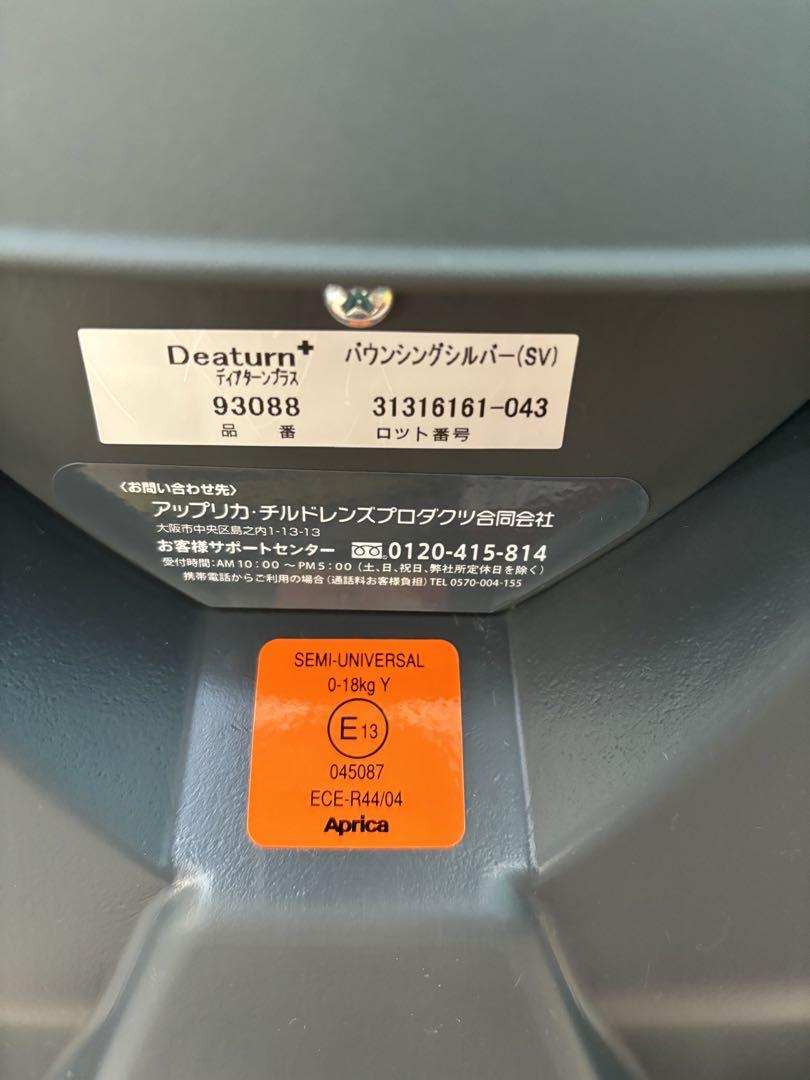 Deaturn+ バウンシングシルバー(SV)
ディアターンプラス
93088 31316161-043
品番 ロット番号
〈お問い合わせ先〉
アップリカ・チルドレンズプロダクツ合同会社
大阪市中央区島之内1-13-13
お客様サポートセンター 0120-415-814
受付時間:AM10:00～PM5:00(土、日、祝日、弊社所定休日を除く)
携帯電話からご利用の場合(通話料お客様負担)TEL 0570-004-155
SEMI-UNIVERSAL
0-18kg Y
E13
045087
ECE-R44/04
Aprica